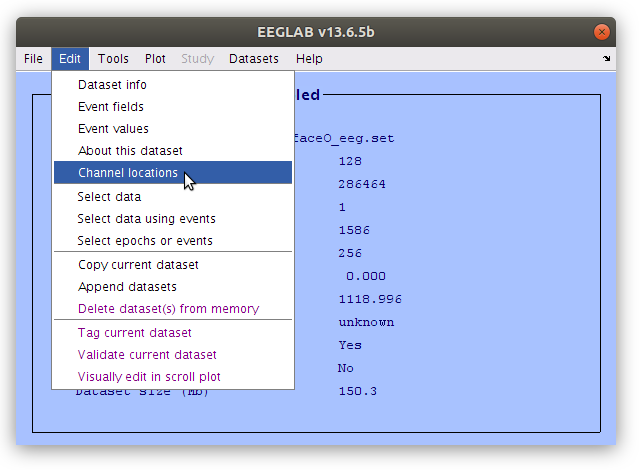 EEGLAB v13.6.5b
File Edit Tools Plot Study Datasets Help
Dataset info
Event fields
Event values
About this dataset
Channel locations
Select data
Select data using events
Select epochs or events
Copy current dataset
Append datasets
Delete dataset(s) from memory
Tag current dataset
Validate current dataset
Visually edit in scroll plot
led
faceO_eeg.set
128
286464
1
1586
256
0.000
1118.996
unknown
Yes
No
Dataset size (Mb) 150.3